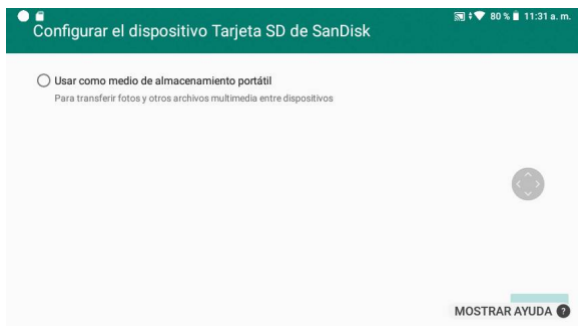 80 % 11:31 a. m.
Configurar el dispositivo Tarjeta SD de SanDisk
Usar como medio de almacenamiento portátil
Para transferir fotos y otros archivos multimedia entre dispositivos
MOSTRAR AYUDA ?